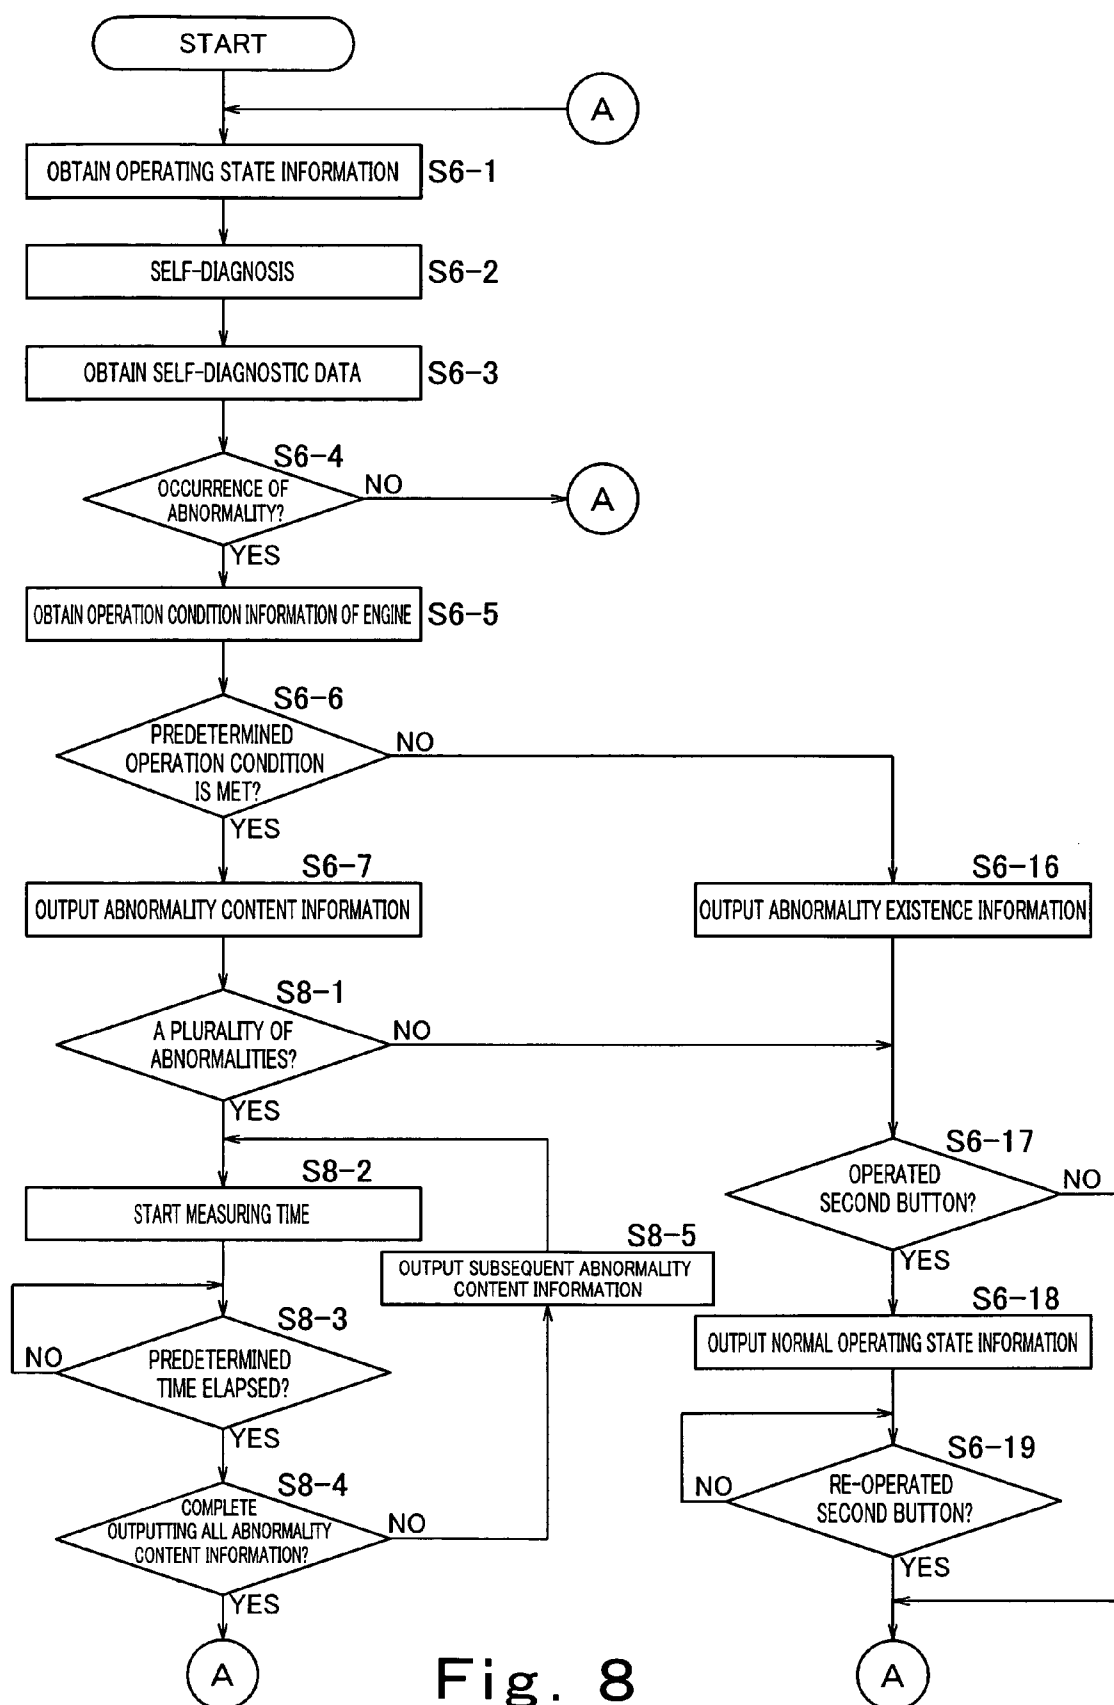 START
A
OBTAIN OPERATING STATE INFORMATION
S6-1
SELF-DIAGNOSIS
S6-2
OBTAIN SELF-DIAGNOSTIC DATA
S6-3
S6-4
OCCURRENCE OF
ABNORMALITY?
NO
A
YES
OBTAIN OPERATION CONDITION INFORMATION OF ENGINE
S6-5
S6-6
PREDETERMINED
OPERATION CONDITION
IS MET?
NO
YES
S6-7
OUTPUT ABNORMALITY CONTENT INFORMATION
S6-16
OUTPUT ABNORMALITY EXISTENCE INFORMATION
S8-1
A PLURALITY OF
ABNORMALITIES?
NO
YES
S8-2
START MEASURING TIME
S8-3
PREDETERMINED
TIME ELAPSED?
NO
YES
S8-4
COMPLETE
OUTPUTTING ALL ABNORMALITY
CONTENT INFORMATION?
NO
YES
A
S8-5
OUTPUT SUBSEQUENT ABNORMALITY
CONTENT INFORMATION
S6-17
OPERATED
SECOND BUTTON?
NO
YES
S6-18
OUTPUT NORMAL OPERATING STATE INFORMATION
S6-19
RE-OPERATED
SECOND BUTTON?
NO
YES
A
Fig. 8